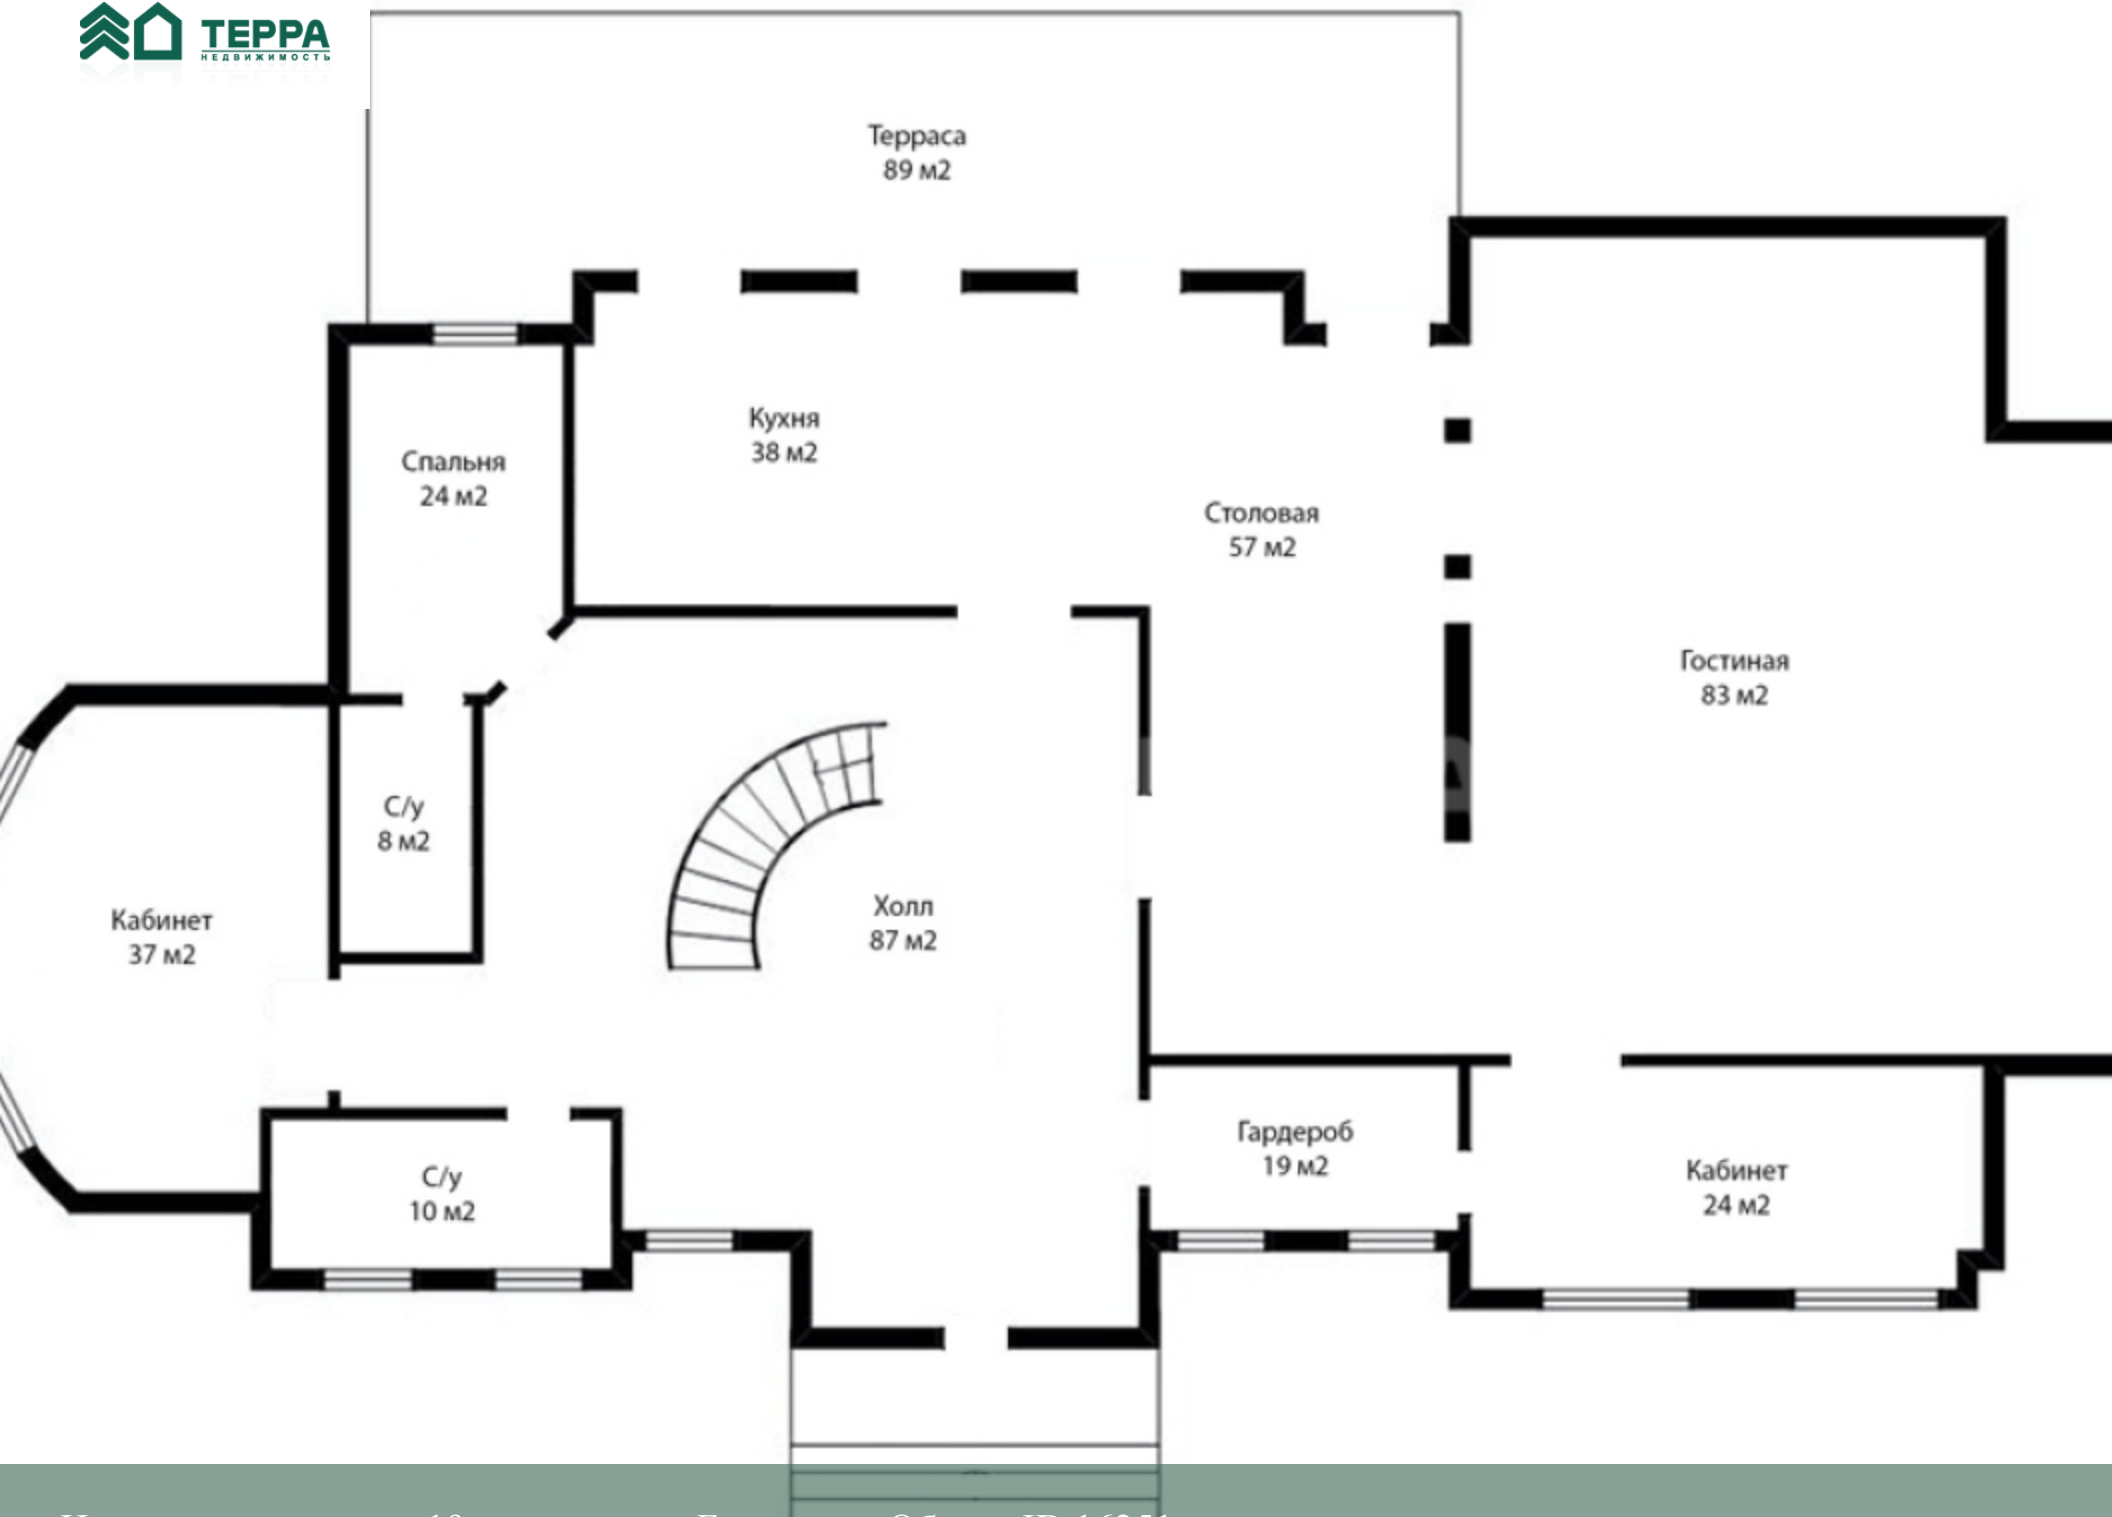 ТЕРРА
НЕДВИЖИМОСТЬ
Терраса
89 м2
Кухня
38 м2
Спальня
24 м2
Столовая
57 м2
Гостиная
83 м2
С/у
8 м2
Холл
87 м2
Кабинет
37 м2
Гардероб
19 м2
Кабинет
24 м2
С/у
10 м2